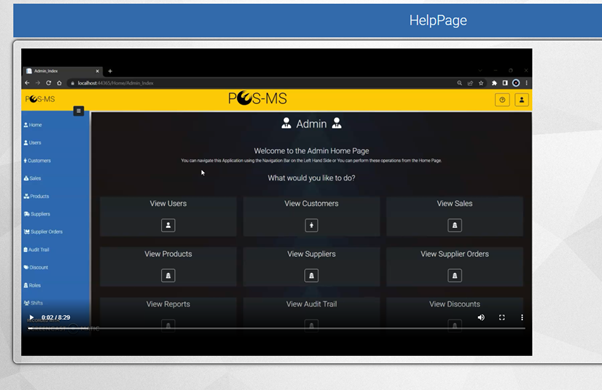 HelpPage
Admin_Index
localhost:44365/Home/Admin_Index
POS-MS
POS-MS
Home
Users
Customers
Sales
Products
Suppliers
Supplier Orders
Audit Trail
Discount
Roles
Shifts
Admin
Welcome to the Admin Home Page
You can navigate this Application using the Navigation Bar on the Left Hand Side or You can perform these operations from the Home Page
What would you like to do?
View Users
View Customers
View Sales
View Products
View Suppliers
View Supplier Orders
View Reports
View Audit Trail
View Discounts
0:02 / 8:29